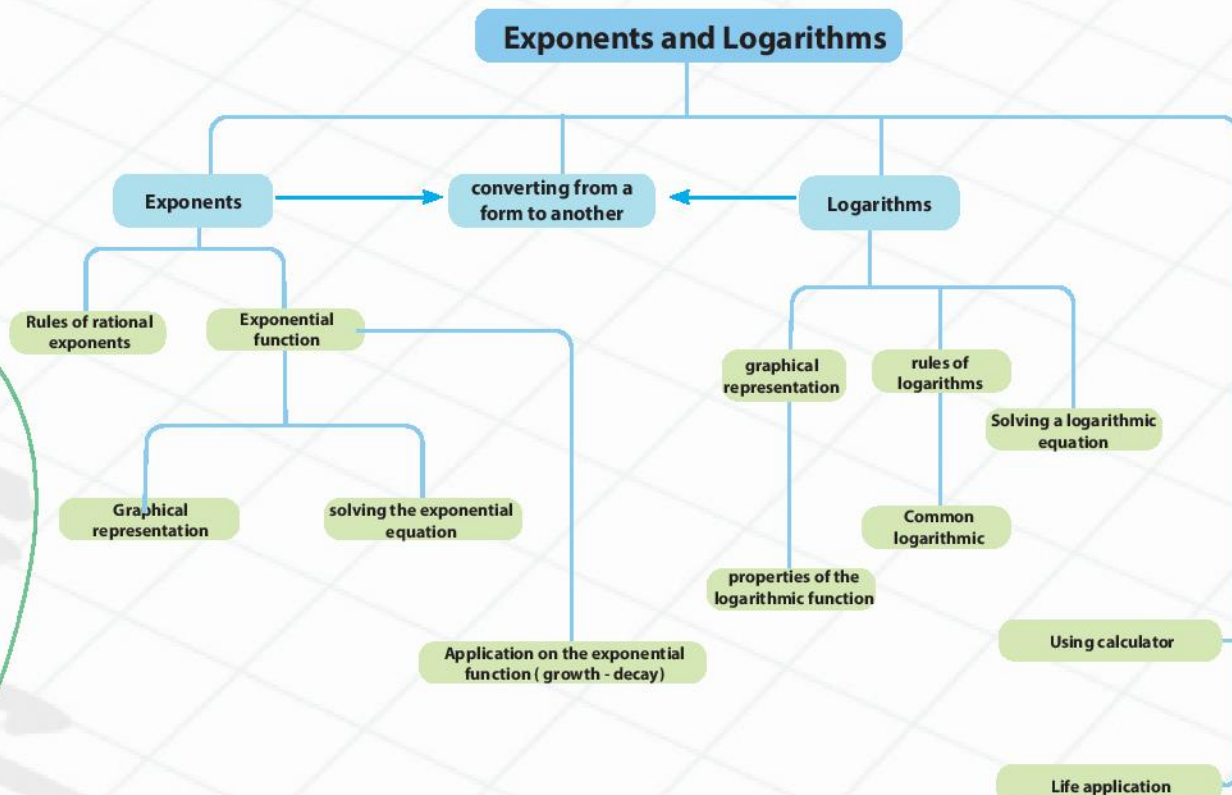 Exponents and Logarithms
Exponents
converting from a
form to another
Logarithms
Rules of rational
exponents
Exponential
function
graphical
representation
rules of
logarithms
Solving a logarithmic
equation
Graphical
representation
solving the exponential
equation
Common
logarithmic
properties of the
logarithmic function
Using calculator
Application on the exponential
function ( growth - decay)
Life application